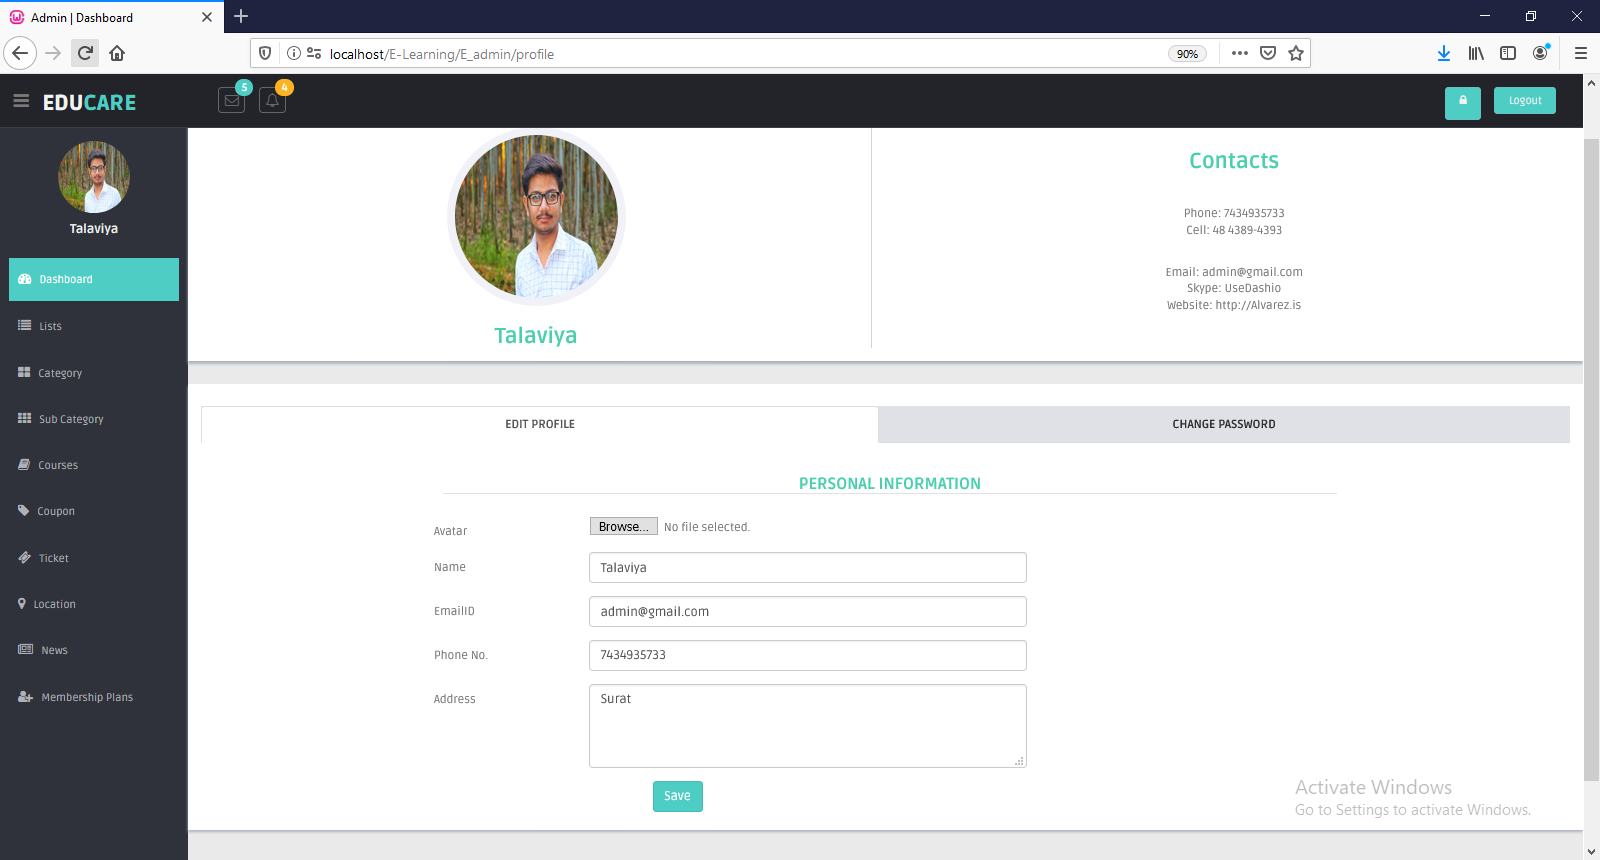 Admin | Dashboard
localhost/E-Learning/E_admin/profile
90%
EDUCARE
5
4
Logout
Talaviya
Dashboard
Lists
Category
Sub Category
Courses
Coupon
Ticket
Location
News
Membership Plans
Talaviya
Contacts
Phone: 7434935733
Cell: 48 4389-4393
Email: admin@gmail.com
Skype: UseDashio
Website: http://Alvarez.is
EDIT PROFILE
CHANGE PASSWORD
PERSONAL INFORMATION
Avatar
Browse... No file selected.
Name
Talaviya
EmailID
admin@gmail.com
Phone No.
7434935733
Address
Surat
Save
Activate Windows
Go to Settings to activate Windows.